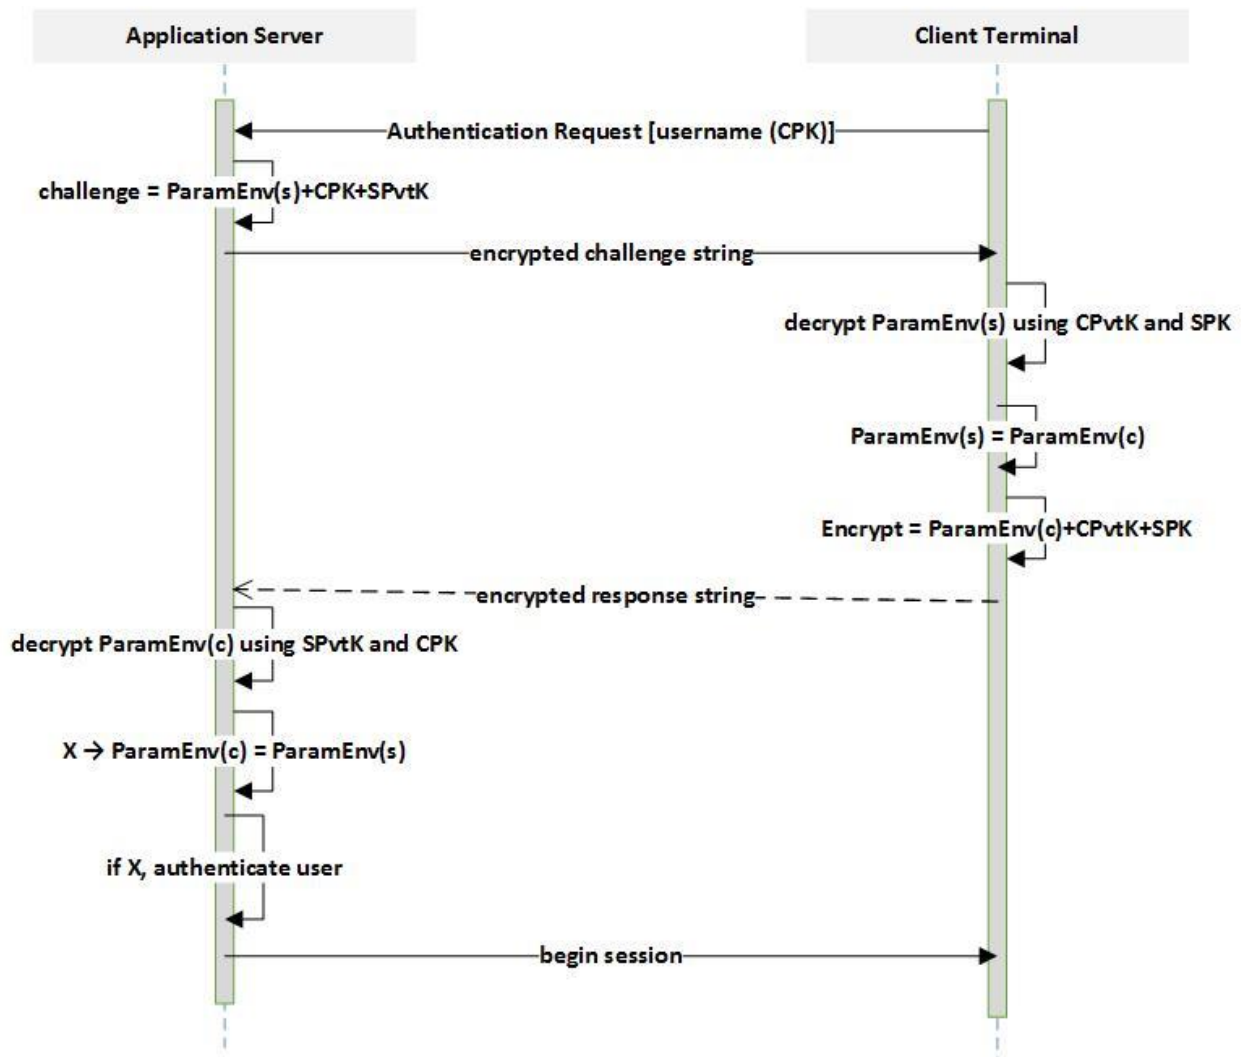 Application Server
Client Terminal
Authentication Request [username (CPK)]
challenge = ParamEnv(s)+CPK+SPvtK
encrypted challenge string
decrypt ParamEnv(s) using CPvtK and SPK
ParamEnv(s) = ParamEnv(c)
Encrypt = ParamEnv(c)+CPvtK+SPK
encrypted response string
decrypt ParamEnv(c) using SPvtK and CPK
X → ParamEnv(c) = ParamEnv(s)
if X, authenticate user
begin session